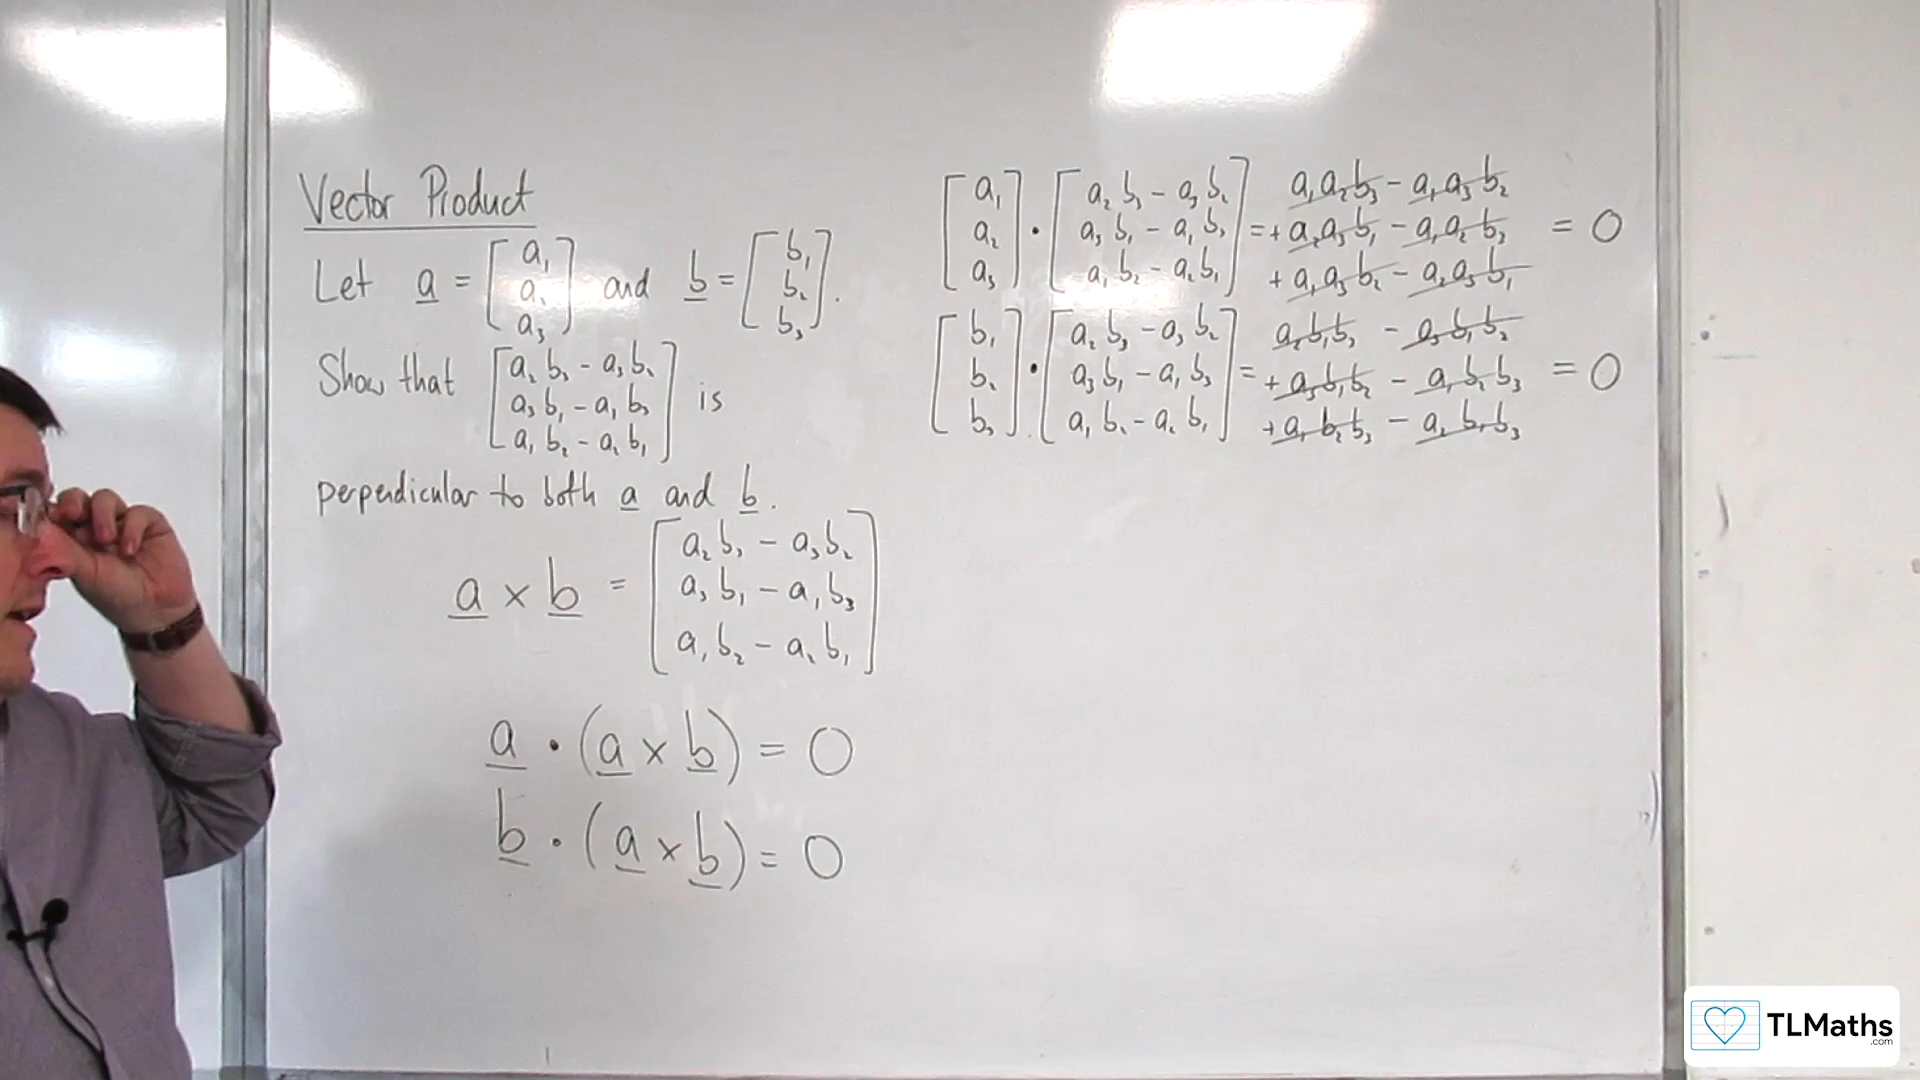 Vector Product
Let a = [a₁ a₂ a₃] and b = [b₁ b₂ b₃].
Show that [a₂b₃ - a₃b₂
a₃b₁ - a₁b₃
a₁b₂ - a₂b₁] is
perpendicular to both a and b.
a × b = [a₂b₃ - a₃b₂
a₃b₁ - a₁b₃
a₁b₂ - a₂b₁]
a · (a × b) = 0
b · (a × b) = 0
[a₁ a₂ a₃] · [a₂b₃ - a₃b₂
a₃b₁ - a₁b₃
a₁b₂ - a₂b₁] = a₁a₂b₃ - a₁a₃b₂
+ a₂a₃b₁ - a₁a₂b₃ = 0
+ a₁a₃b₂ - a₂a₃b₁
[b₁ b₂ b₃] · [a₂b₃ - a₃b₂
a₃b₁ - a₁b₃
a₁b₂ - a₂b₁] = a₂b₁b₃ - a₃b₁b₂
+ a₃b₁b₂ - a₁b₂b₃ = 0
+ a₁b₂b₃ - a₂b₁b₃
TLMaths
.com